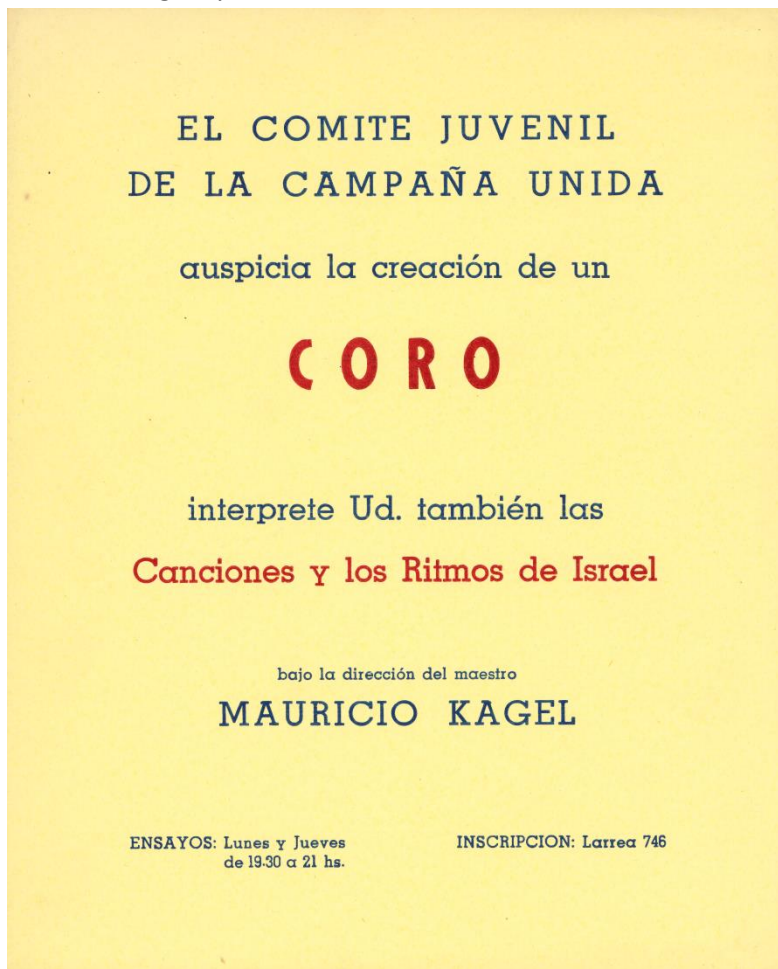 EL COMITE JUVENIL
DE LA CAMPAÑA UNIDA
auspicia la creación de un
CORO
interprete Ud. también las
Canciones y los Ritmos de Israel
bajo la dirección del maestro
MAURICIO KAGEL
ENSAYOS: Lunes y Jueves
de 19.30 a 21 hs.
INSCRIPCION: Larrea 746